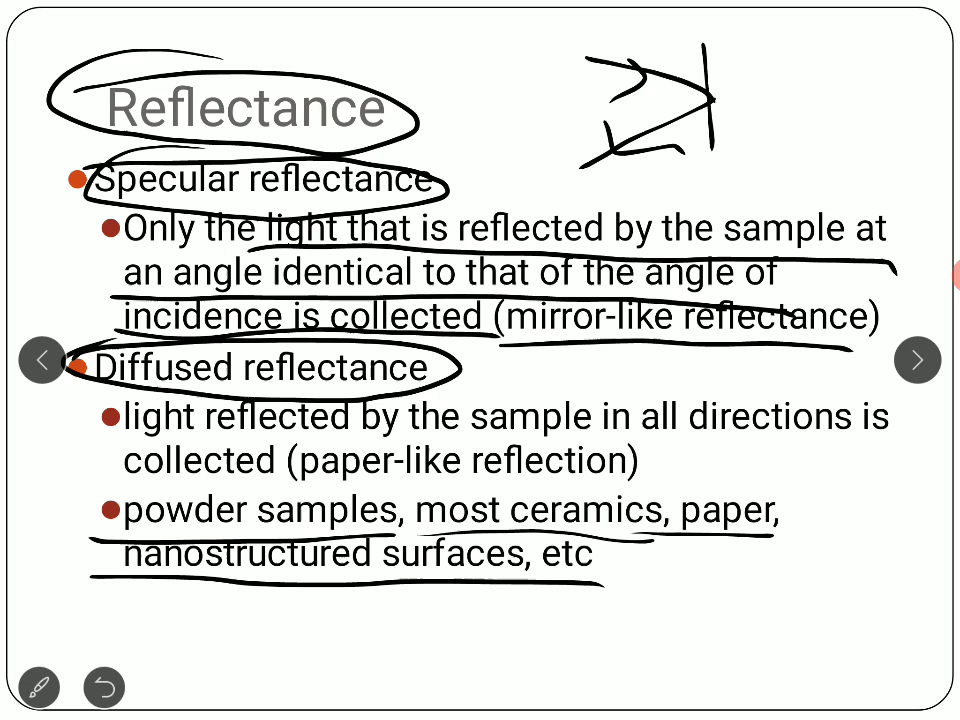 Reflectance
Specular reflectance
Only the light that is reflected by the sample at
an angle identical to that of the angle of
incidence is collected (mirror-like reflectance)
Diffused reflectance
light reflected by the sample in all directions is
collected (paper-like reflection)
powder samples, most ceramics, paper,
nanostructured surfaces, etc